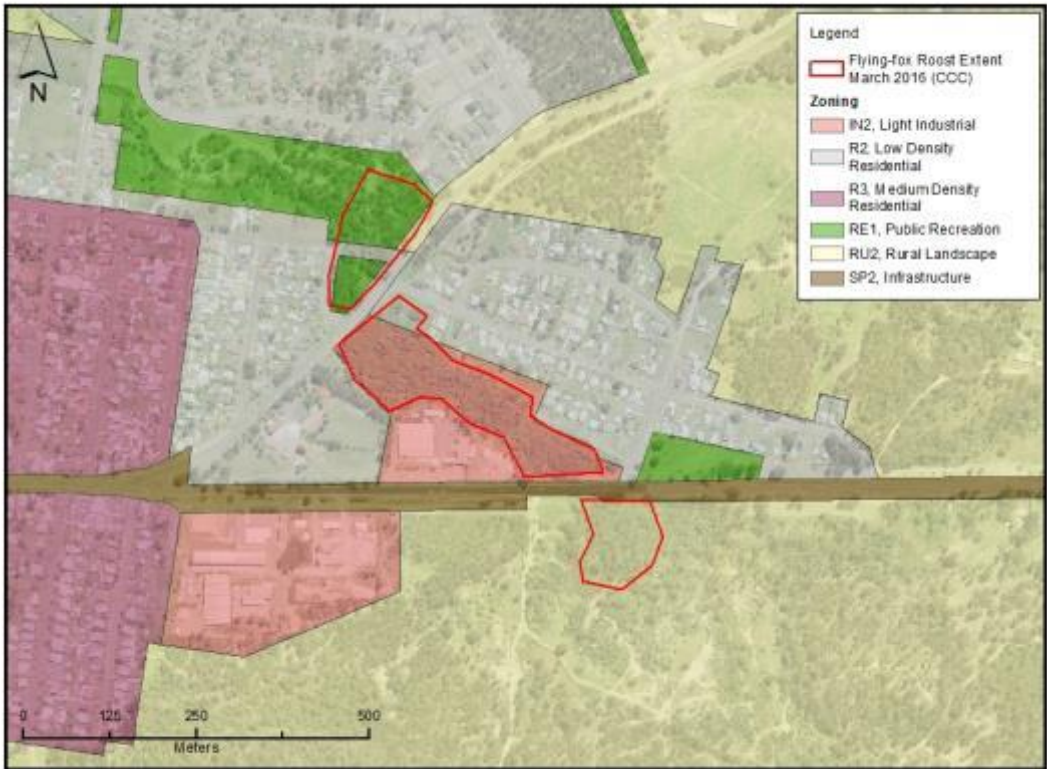 N
Legend
Flying-fox Roost Extent
March 2016 (CCC)
Zoning
IN2, Light Industrial
R2, Low Density
Residential
R3, Medium Density
Residential
RE1, Public Recreation
RU2, Rural Landscape
SP2, Infrastructure
0 125 250 500
Meters